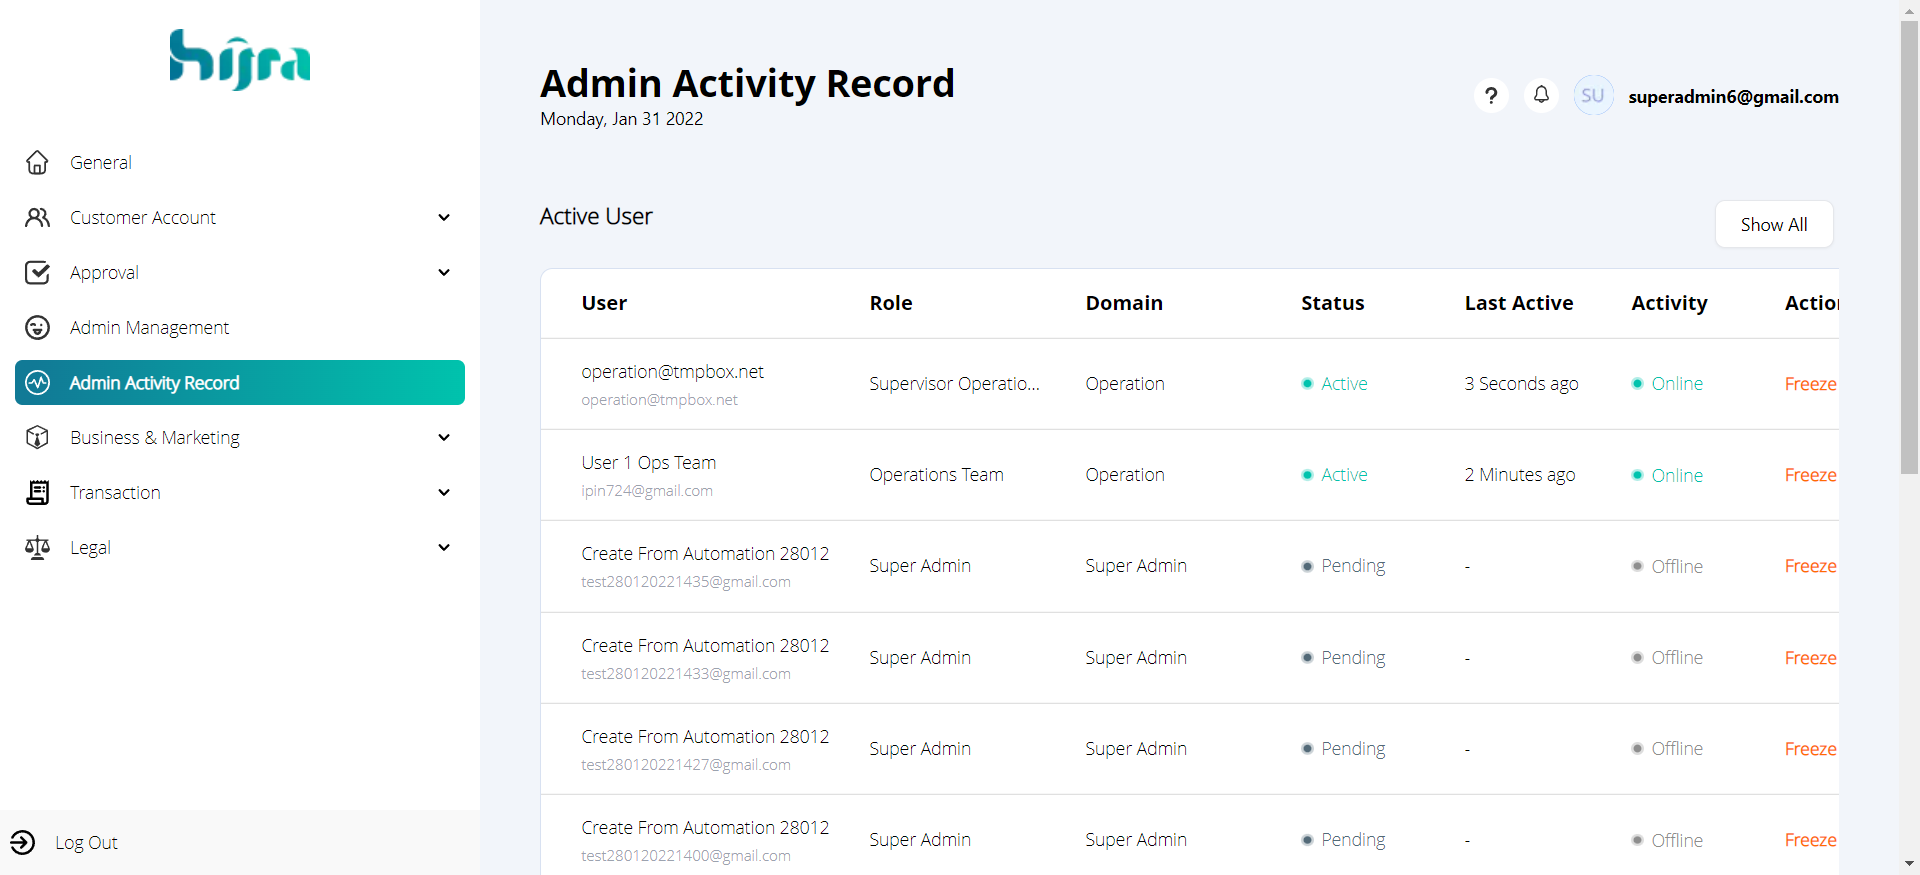 hijra
General
Customer Account
Approval
Admin Management
Admin Activity Record
Business & Marketing
Transaction
Legal
Log Out
Admin Activity Record
Monday, Jan 31 2022
? SU superadmin6@gmail.com
Active User
Show All
User Role Domain Status Last Active Activity Action
operation@tmpbox.net
operation@tmpbox.net
Supervisor Operatio... Operation Active 3 Seconds ago Online Freeze
User 1 Ops Team
ipin724@gmail.com
Operations Team Operation Active 2 Minutes ago Online Freeze
Create From Automation 28012
test280120221435@gmail.com
Super Admin Super Admin Pending - Offline Freeze
Create From Automation 28012
test280120221433@gmail.com
Super Admin Super Admin Pending - Offline Freeze
Create From Automation 28012
test280120221427@gmail.com
Super Admin Super Admin Pending - Offline Freeze
Create From Automation 28012
test280120221400@gmail.com
Super Admin Super Admin Pending - Offline Freeze